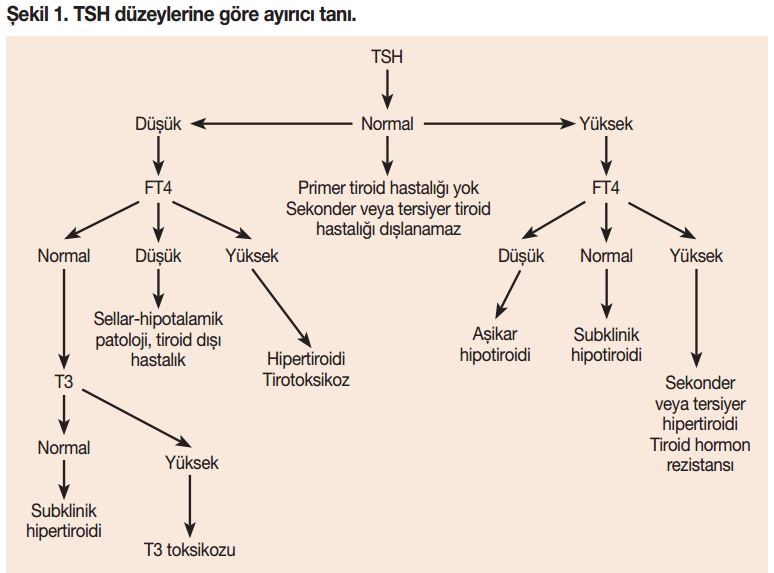 Şekil 1. TSH düzeylerine göre ayırıcı tanı.
TSH
Düşük
Normal
Yüksek
FT4
Primer tiroid hastalığı yok
Sekonder veya tersiyer tiroid
hastalığı dışlanamaz
FT4
Normal
Düşük
Yüksek
Düşük
Normal
Yüksek
Sellar-hipotalamik
patoloji, tiroid dışı
hastalık
Hipertiroidi
Tirotoksikoz
Aşikar
hipotiroidi
Subklinik
hipotiroidi
Sekonder
veya tersiyer
hipertiroidi
Tiroid hormon
rezistansı
T3
Normal
Yüksek
Subklinik
hipertiroidi
T3 toksikozu